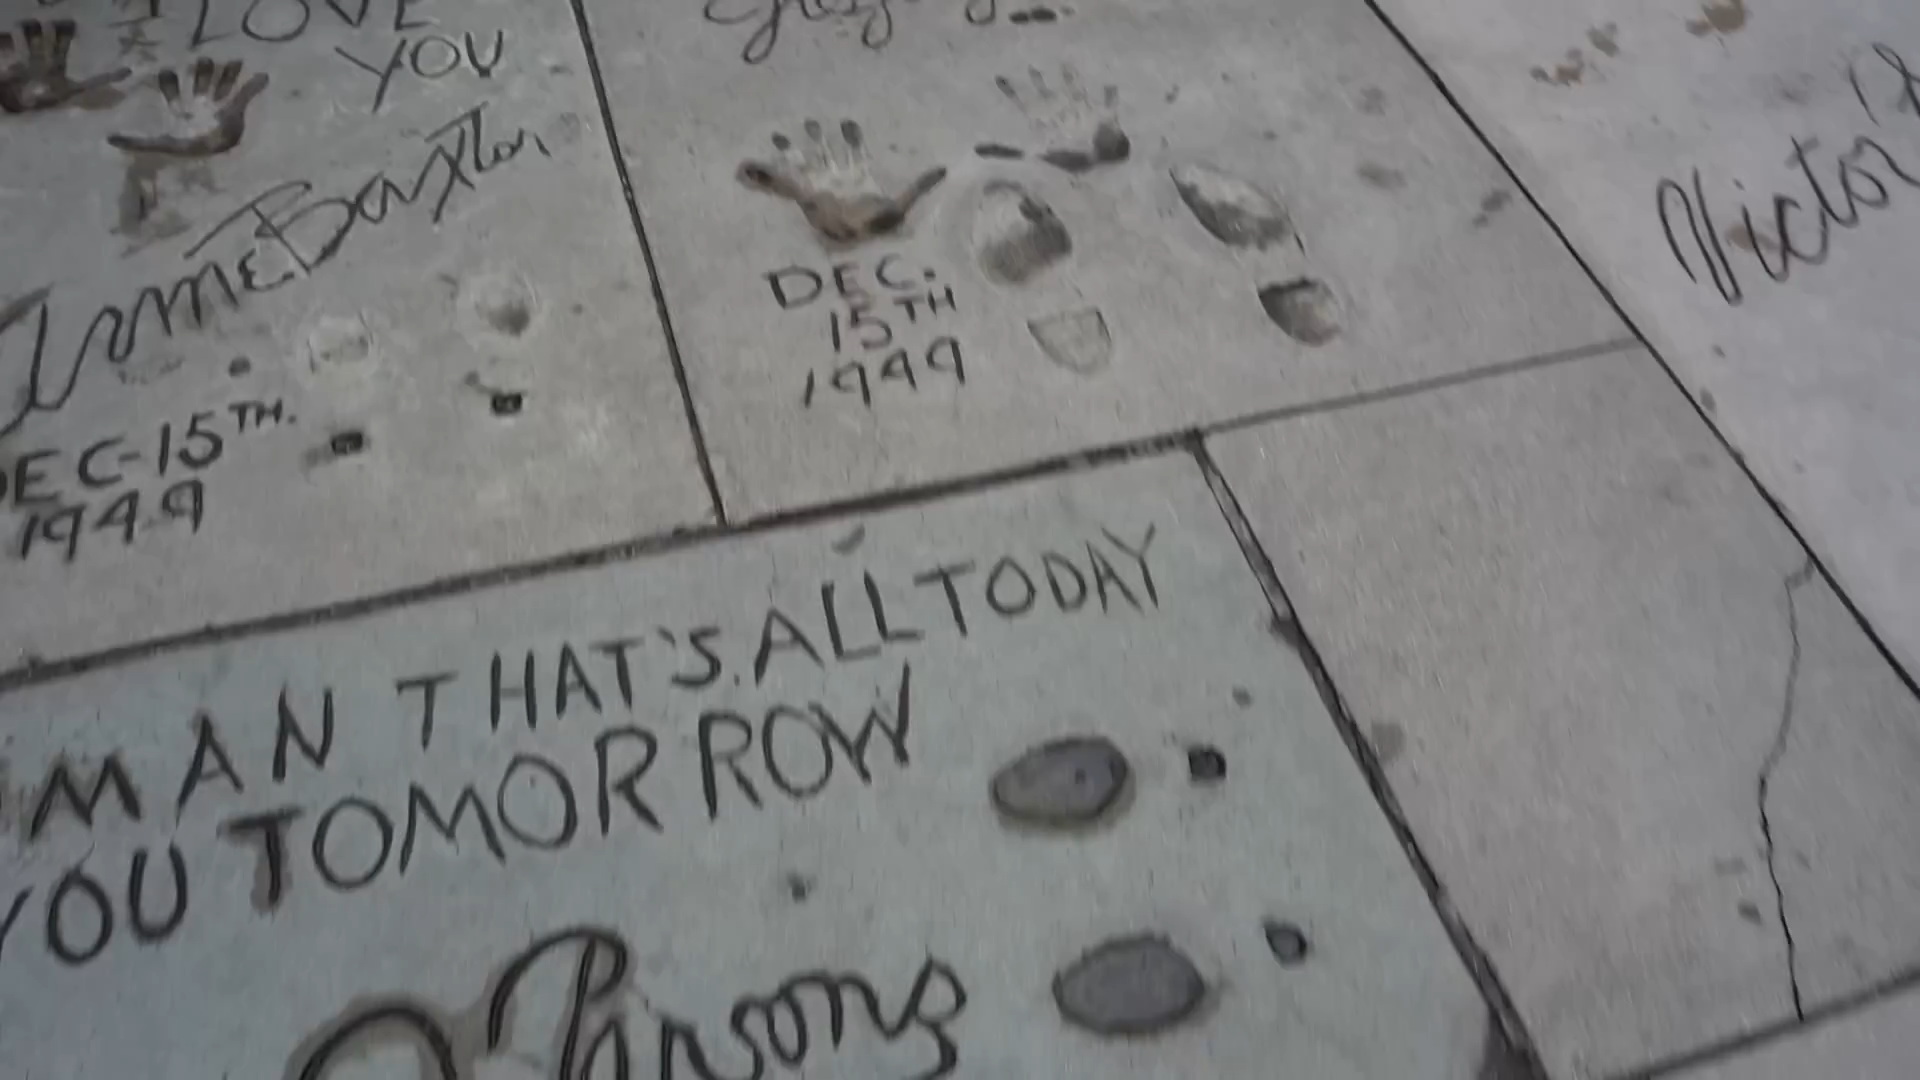 LOVE
YOU
Anne Baxter
DEC-15TH.
1949
DEC.
15TH
1949
Victor
MAN THAT'S ALL TODAY
YOU TOMORROW
Parsons